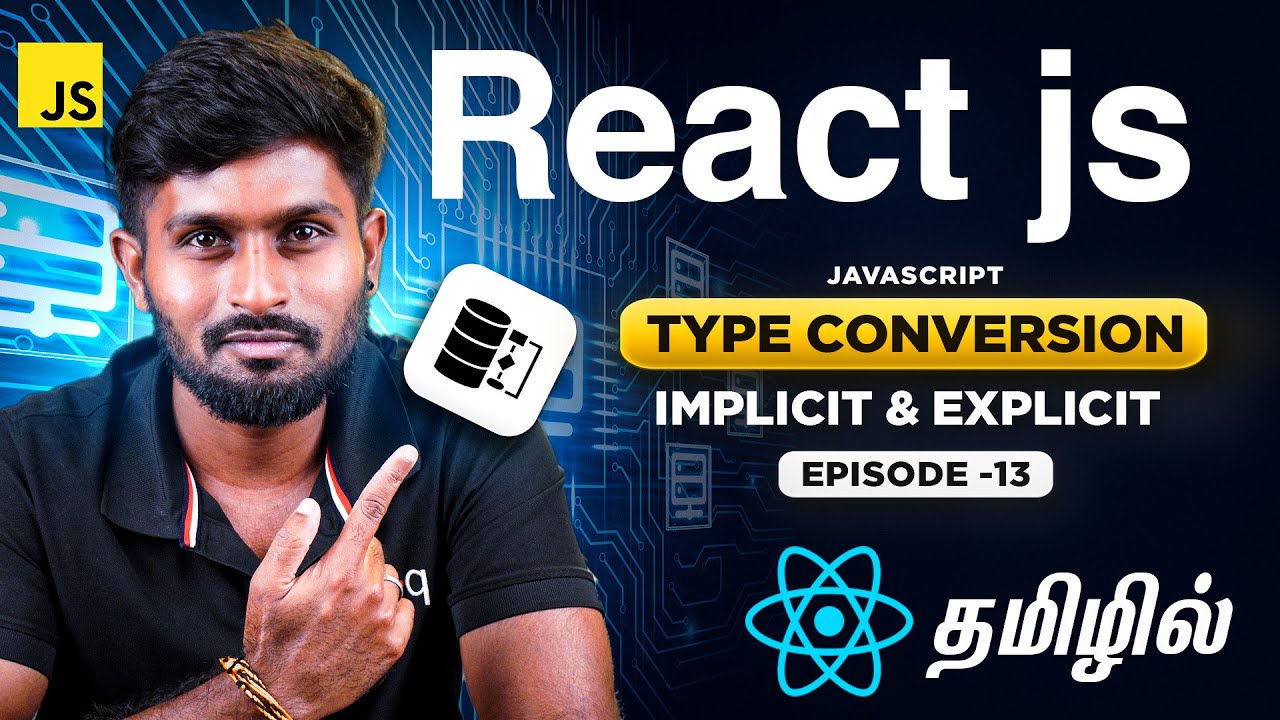 JS
React js
JAVASCRIPT
TYPE CONVERSION
IMPLICIT & EXPLICIT
EPISODE -13
தமிழில்
q